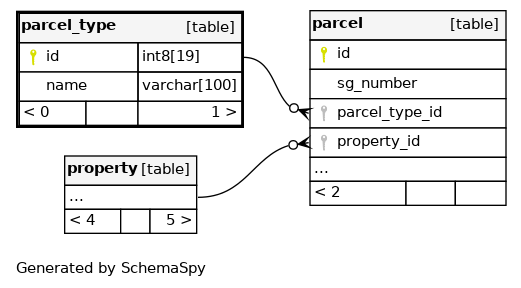 parcel_type [table]
id int8[19]
name varchar[100]
< 0 1 >
parcel [table]
id
sg_number
parcel_type_id
property_id
...
< 2
property [table]
...
< 4 5 >
Generated by SchemaSpy